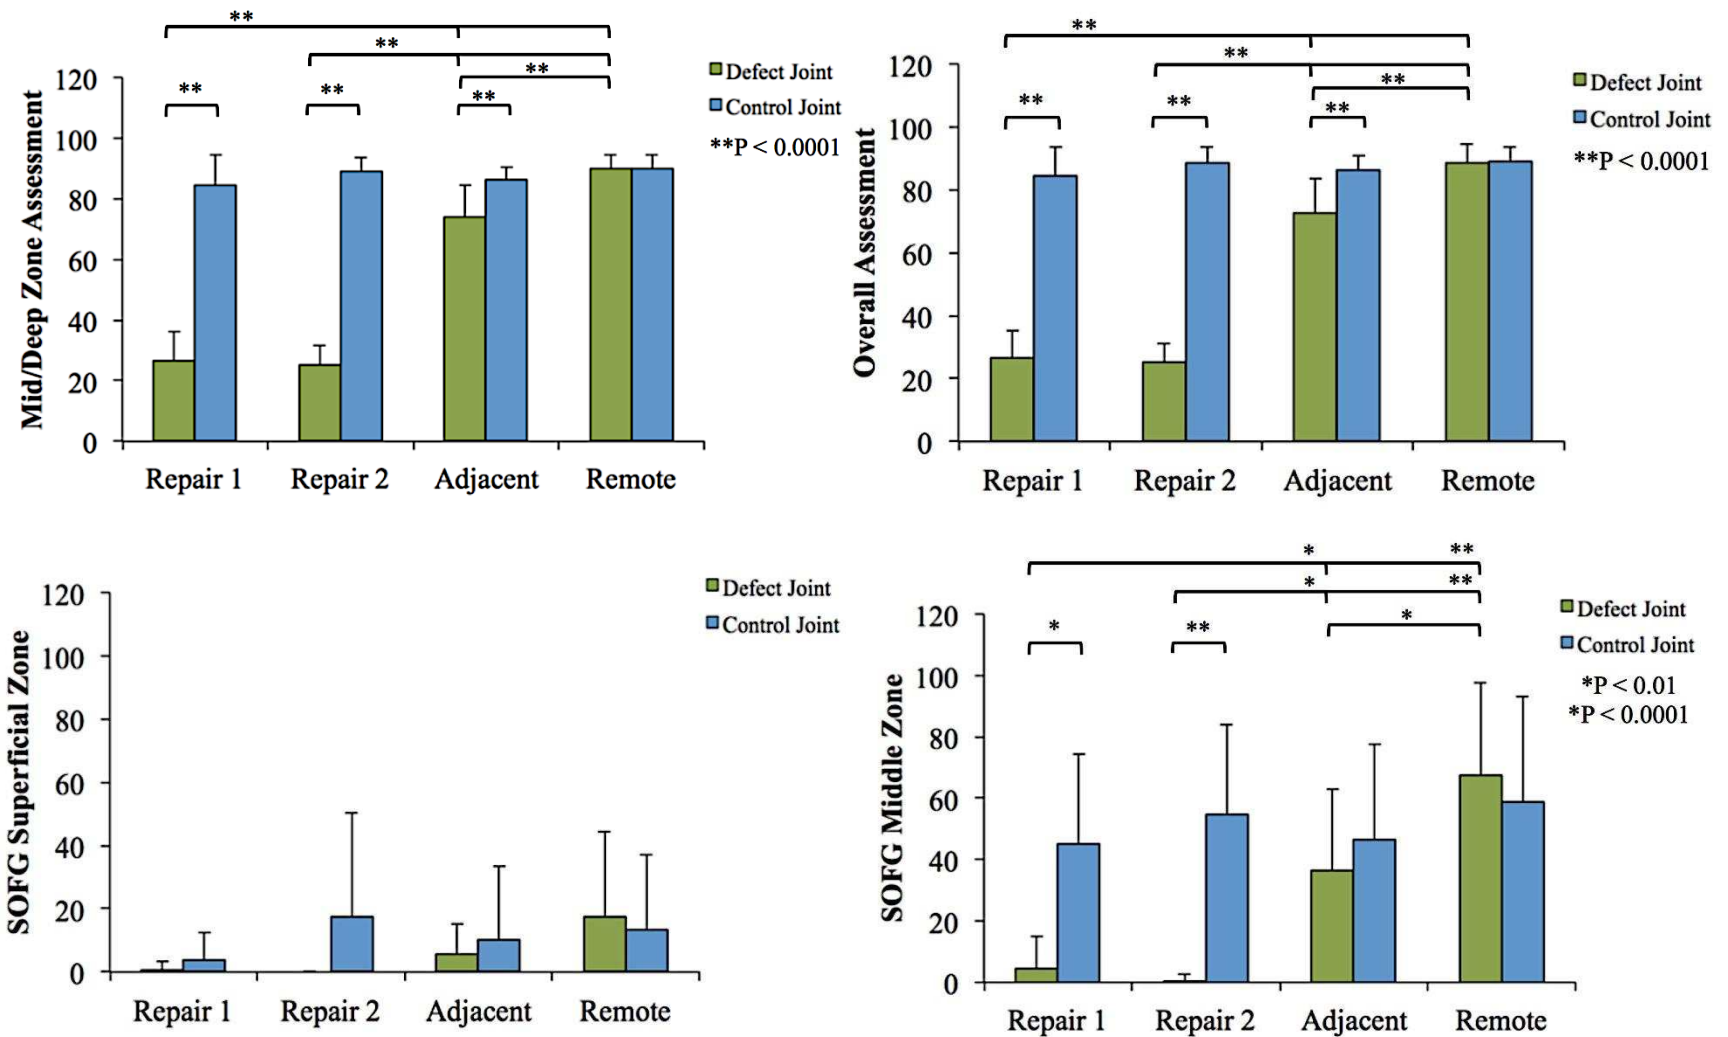 **
**
**
**
**
**
Defect Joint
Control Joint
**P < 0.0001
Mid/Deep Zone Assessment
120
100
80
60
40
20
0
Repair 1
Repair 2
Adjacent
Remote
**
**
**
**
**
**
Defect Joint
Control Joint
**P < 0.0001
Overall Assessment
120
100
80
60
40
20
0
Repair 1
Repair 2
Adjacent
Remote
Defect Joint
Control Joint
SOFG Superficial Zone
120
100
80
60
40
20
0
Repair 1
Repair 2
Adjacent
Remote
*
**
*
**
*
*
**
Defect Joint
Control Joint
*P < 0.01
*P < 0.0001
SOFG Middle Zone
120
100
80
60
40
20
0
Repair 1
Repair 2
Adjacent
Remote